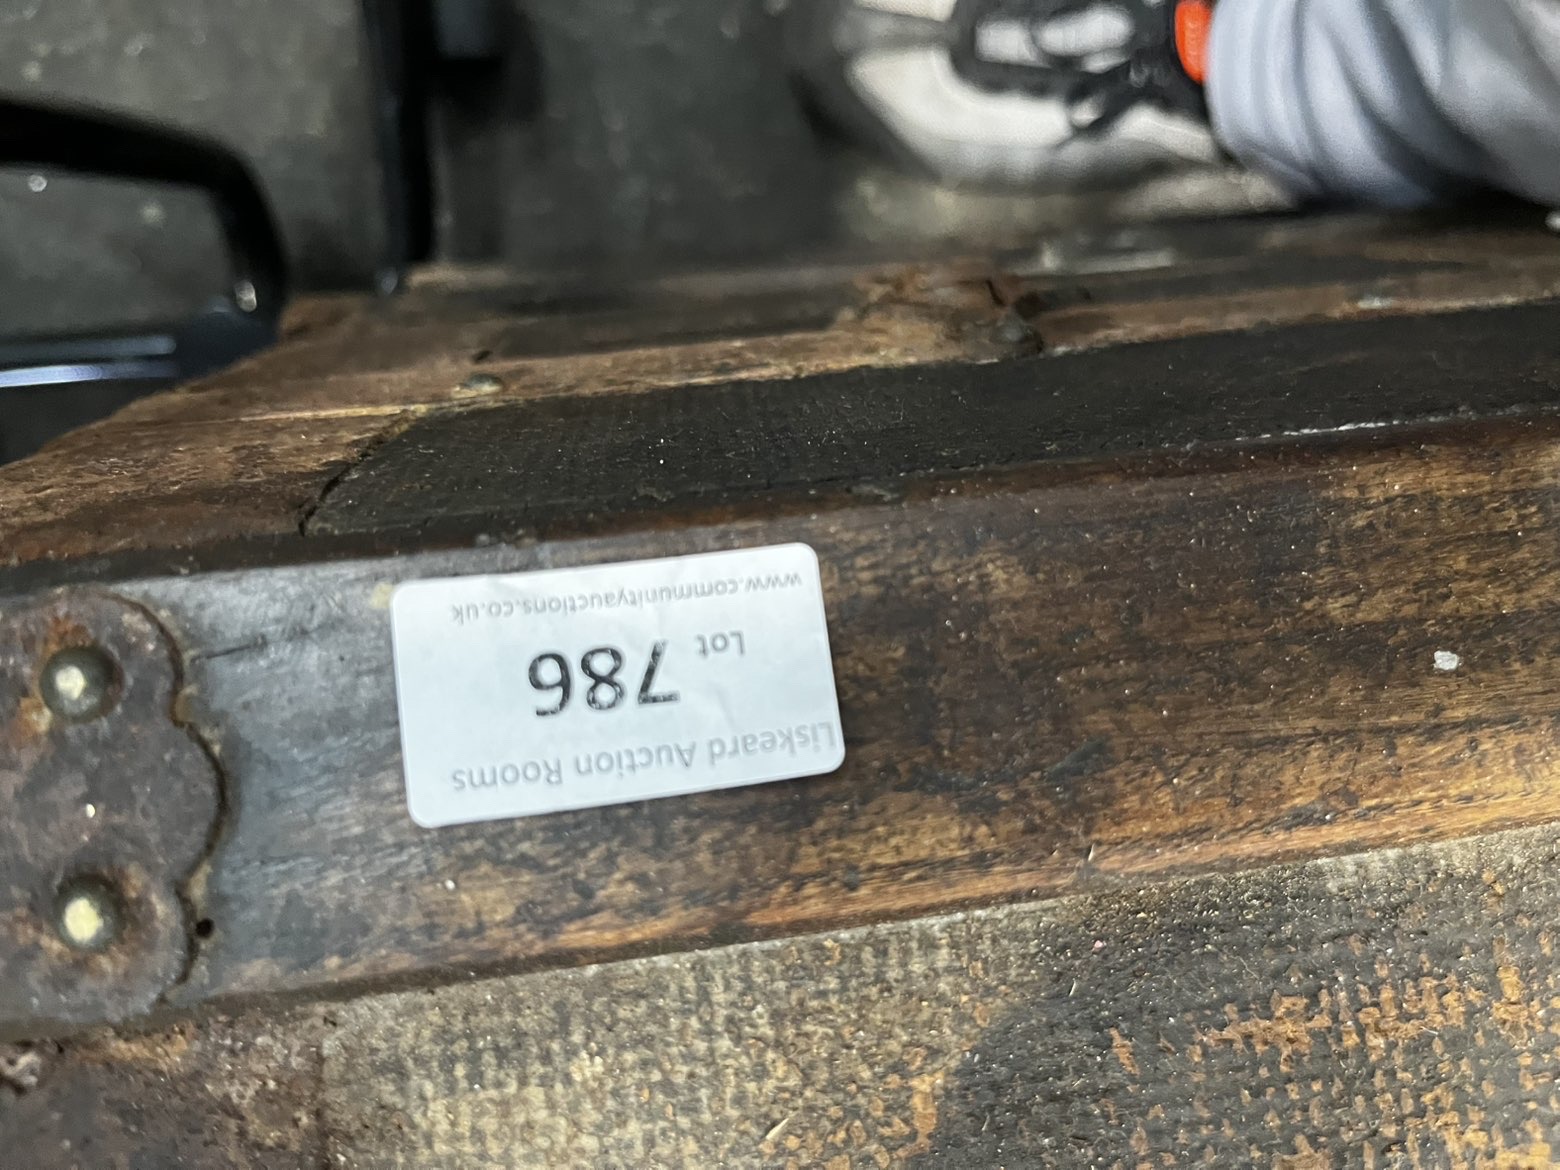 Liskeard Auction Rooms
Lot 786
www.communityauctions.co.uk